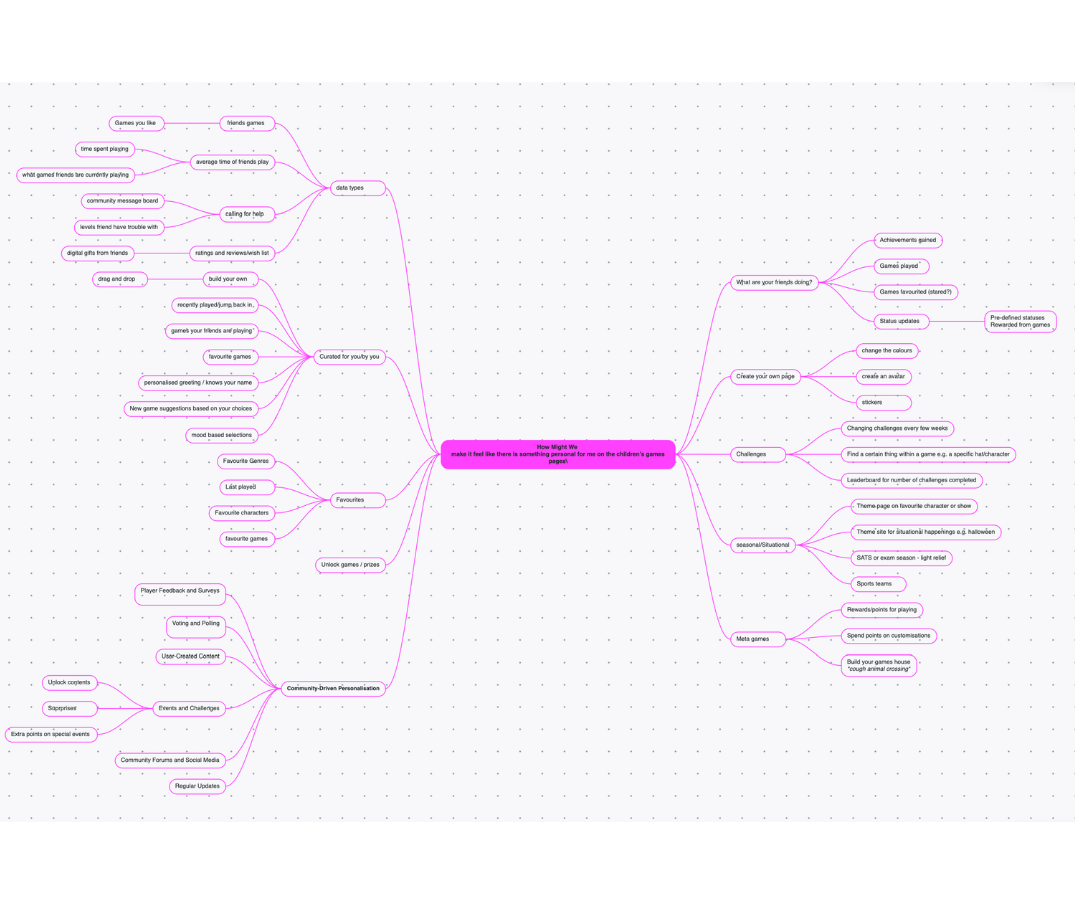 How Might We
make it feel like there is something personal for me on the children's games
pages\
data types
friends games
Games you like
average time of friends play
time spent playing
what games friends are currently playing
calling for help
community message board
levels friend have trouble with
ratings and reviews/wish list
digital gifts from friends
Curated for you/by you
build your own
drag and drop
recently played/jump back in
games your friends are playing
favourite games
personalised greeting / knows your name
New game suggestions based on your choices
mood based selections
Favourites
Favourite Genres
Last played
Favourite characters
favourite games
Unlock games / prizes
Community-Driven Personalisation
Player Feedback and Surveys
Voting and Polling
User-Created Content
Events and Challenges
Unlock contents
Suprprises
Extra points on special events
Community Forums and Social Media
Regular Updates
What are your friends doing?
Achievements gained
Games played
Games favourited (stared?)
Status updates
Pre-defined statuses
Rewarded from games
Create your own page
change the colours
create an avatar
stickers
Challenges
Changing challenges every few weeks
Find a certain thing within a game e.g. a specific hat/character
Leaderboard for number of challenges completed
seasonal/Situational
Theme page on favourite character or show
Theme site for situational happenings e.g. halloween
SATS or exam season - light relief
Sports teams
Meta games
Rewards/points for playing
Spend points on customisations
Build your games house
*cough animal crossing*